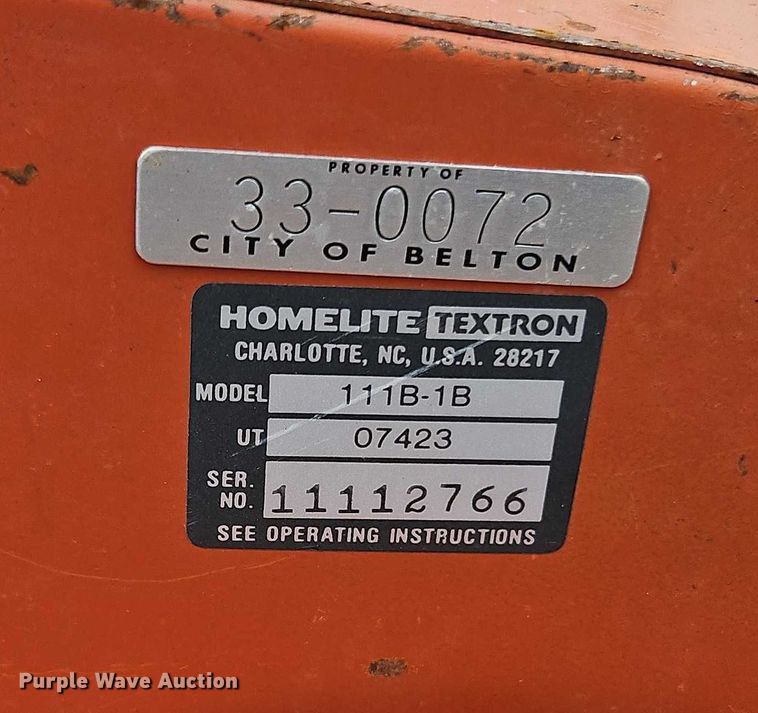 PROPERTY OF
33-0072
CITY OF BELTON
HOMELITE TEXTRON
CHARLOTTE, NC, U.S.A. 28217
MODEL 111B-1B
UT 07423
SER.
NO. 11112766
SEE OPERATING INSTRUCTIONS
Purple Wave Auction